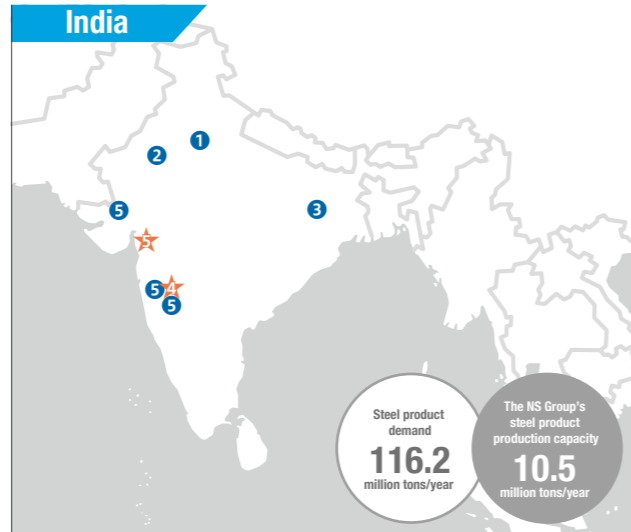 India
1
2
5
3
5
5
4
5
Steel product
demand
116.2
million tons/year
The NS Group's
steel product
production capacity
10.5
million tons/year